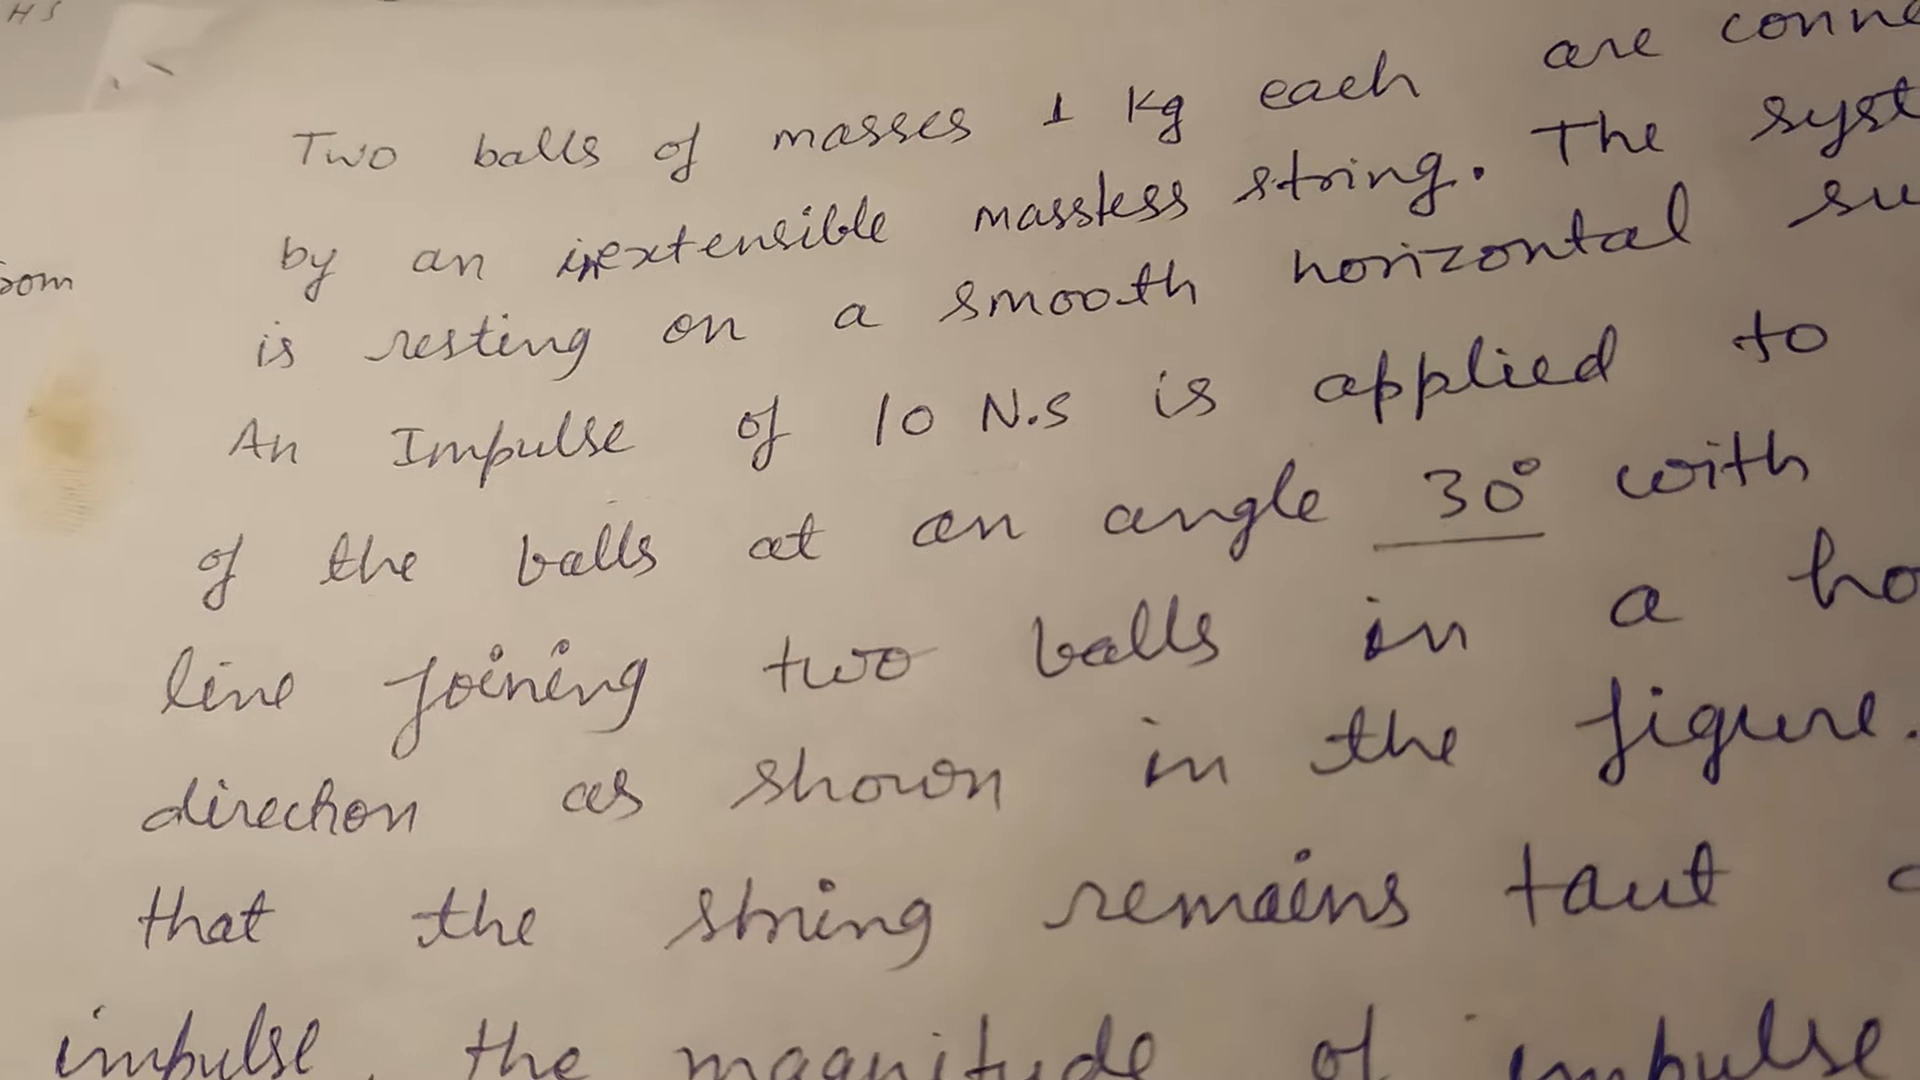 HS
Two balls of masses 1 Kg each are conne
by an inextensible massless string. The syst
is resting on a smooth horizontal su
An Impulse of 10 N.s is applied to
of the balls at an angle 30° with
line joining two balls in a ho
direction as shown in the figure.
that the string remains taut
impulse, the magnitude of impulse